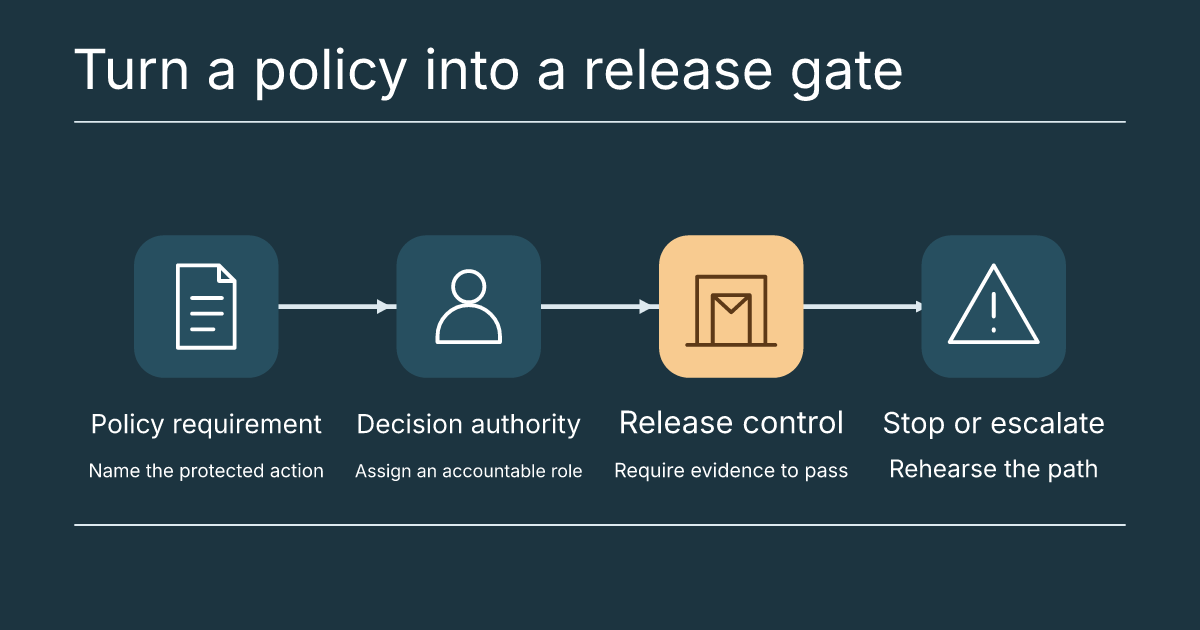 Turn a policy into a release gate
Policy requirement
Name the protected action
Decision authority
Assign an accountable role
Release control
Require evidence to pass
Stop or escalate
Rehearse the path